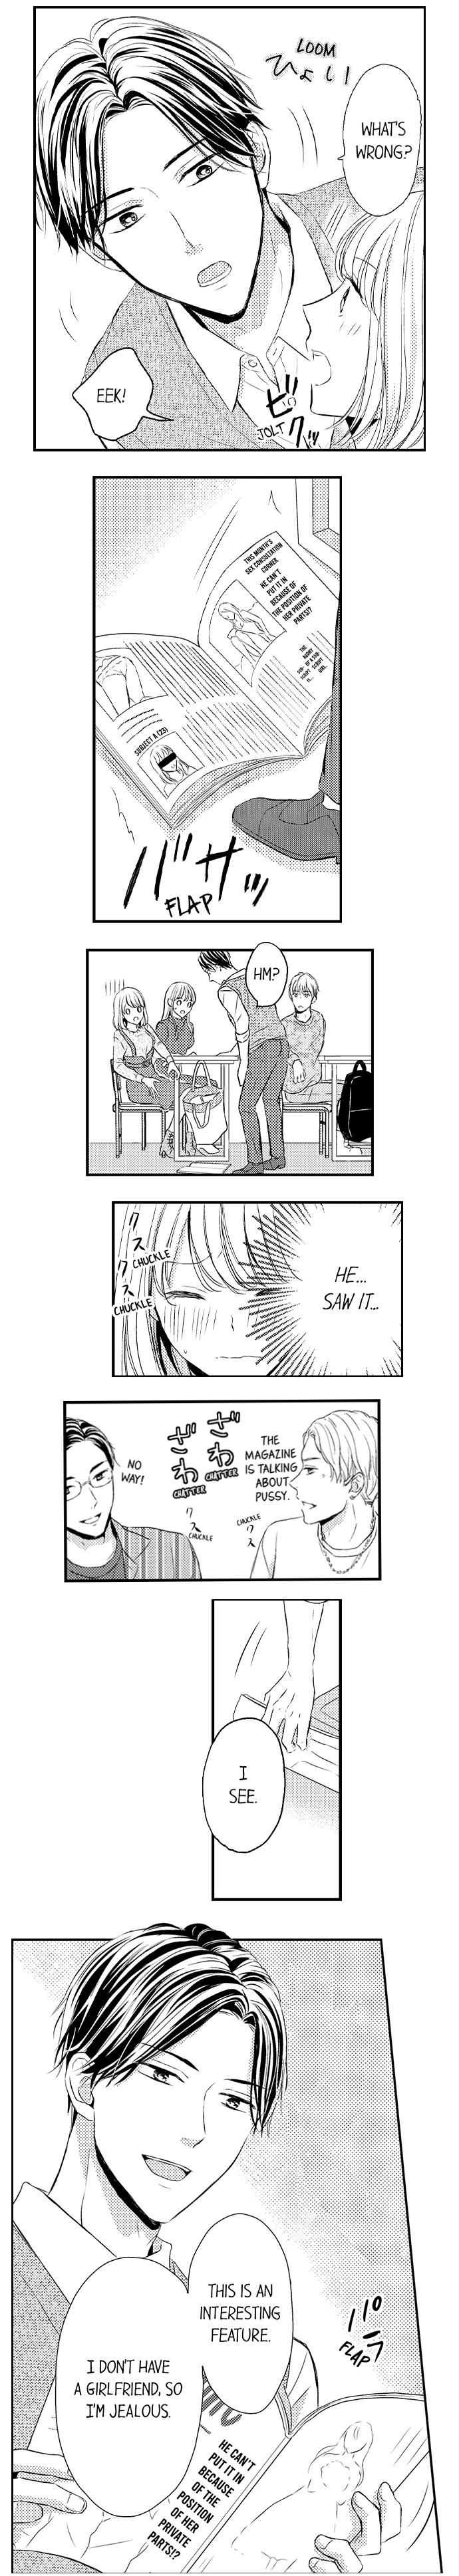 LOOM
ひょい
WHAT'S
WRONG?
EEK!
ビクッ
JOLT
THIS MONTH'S
SEX CONSULTATION
CORNER
HE CAN'T
PUT IT IN
BECAUSE OF
THE POSITION OF
HER PRIVATE
PARTS!?
SUBJECT A (23)
バサッ
FLAP
HM?
クス
CHUCKLE
クス
CHUCKLE
HE...
SAW IT...
NO
WAY!
ざわ
CHATTER
ざわ
CHATTER
THE
MAGAZINE
IS TALKING
ABOUT
PUSSY.
クス
CHUCKLE
クス
CHUCKLE
I
SEE.
THIS IS AN
INTERESTING
FEATURE.
I DON'T HAVE
A GIRLFRIEND, SO
I'M JEALOUS.
パラ
FLAP
HE CAN'T
PUT IT IN
BECAUSE
OF THE
POSITION
OF HER
PRIVATE
PARTS!?